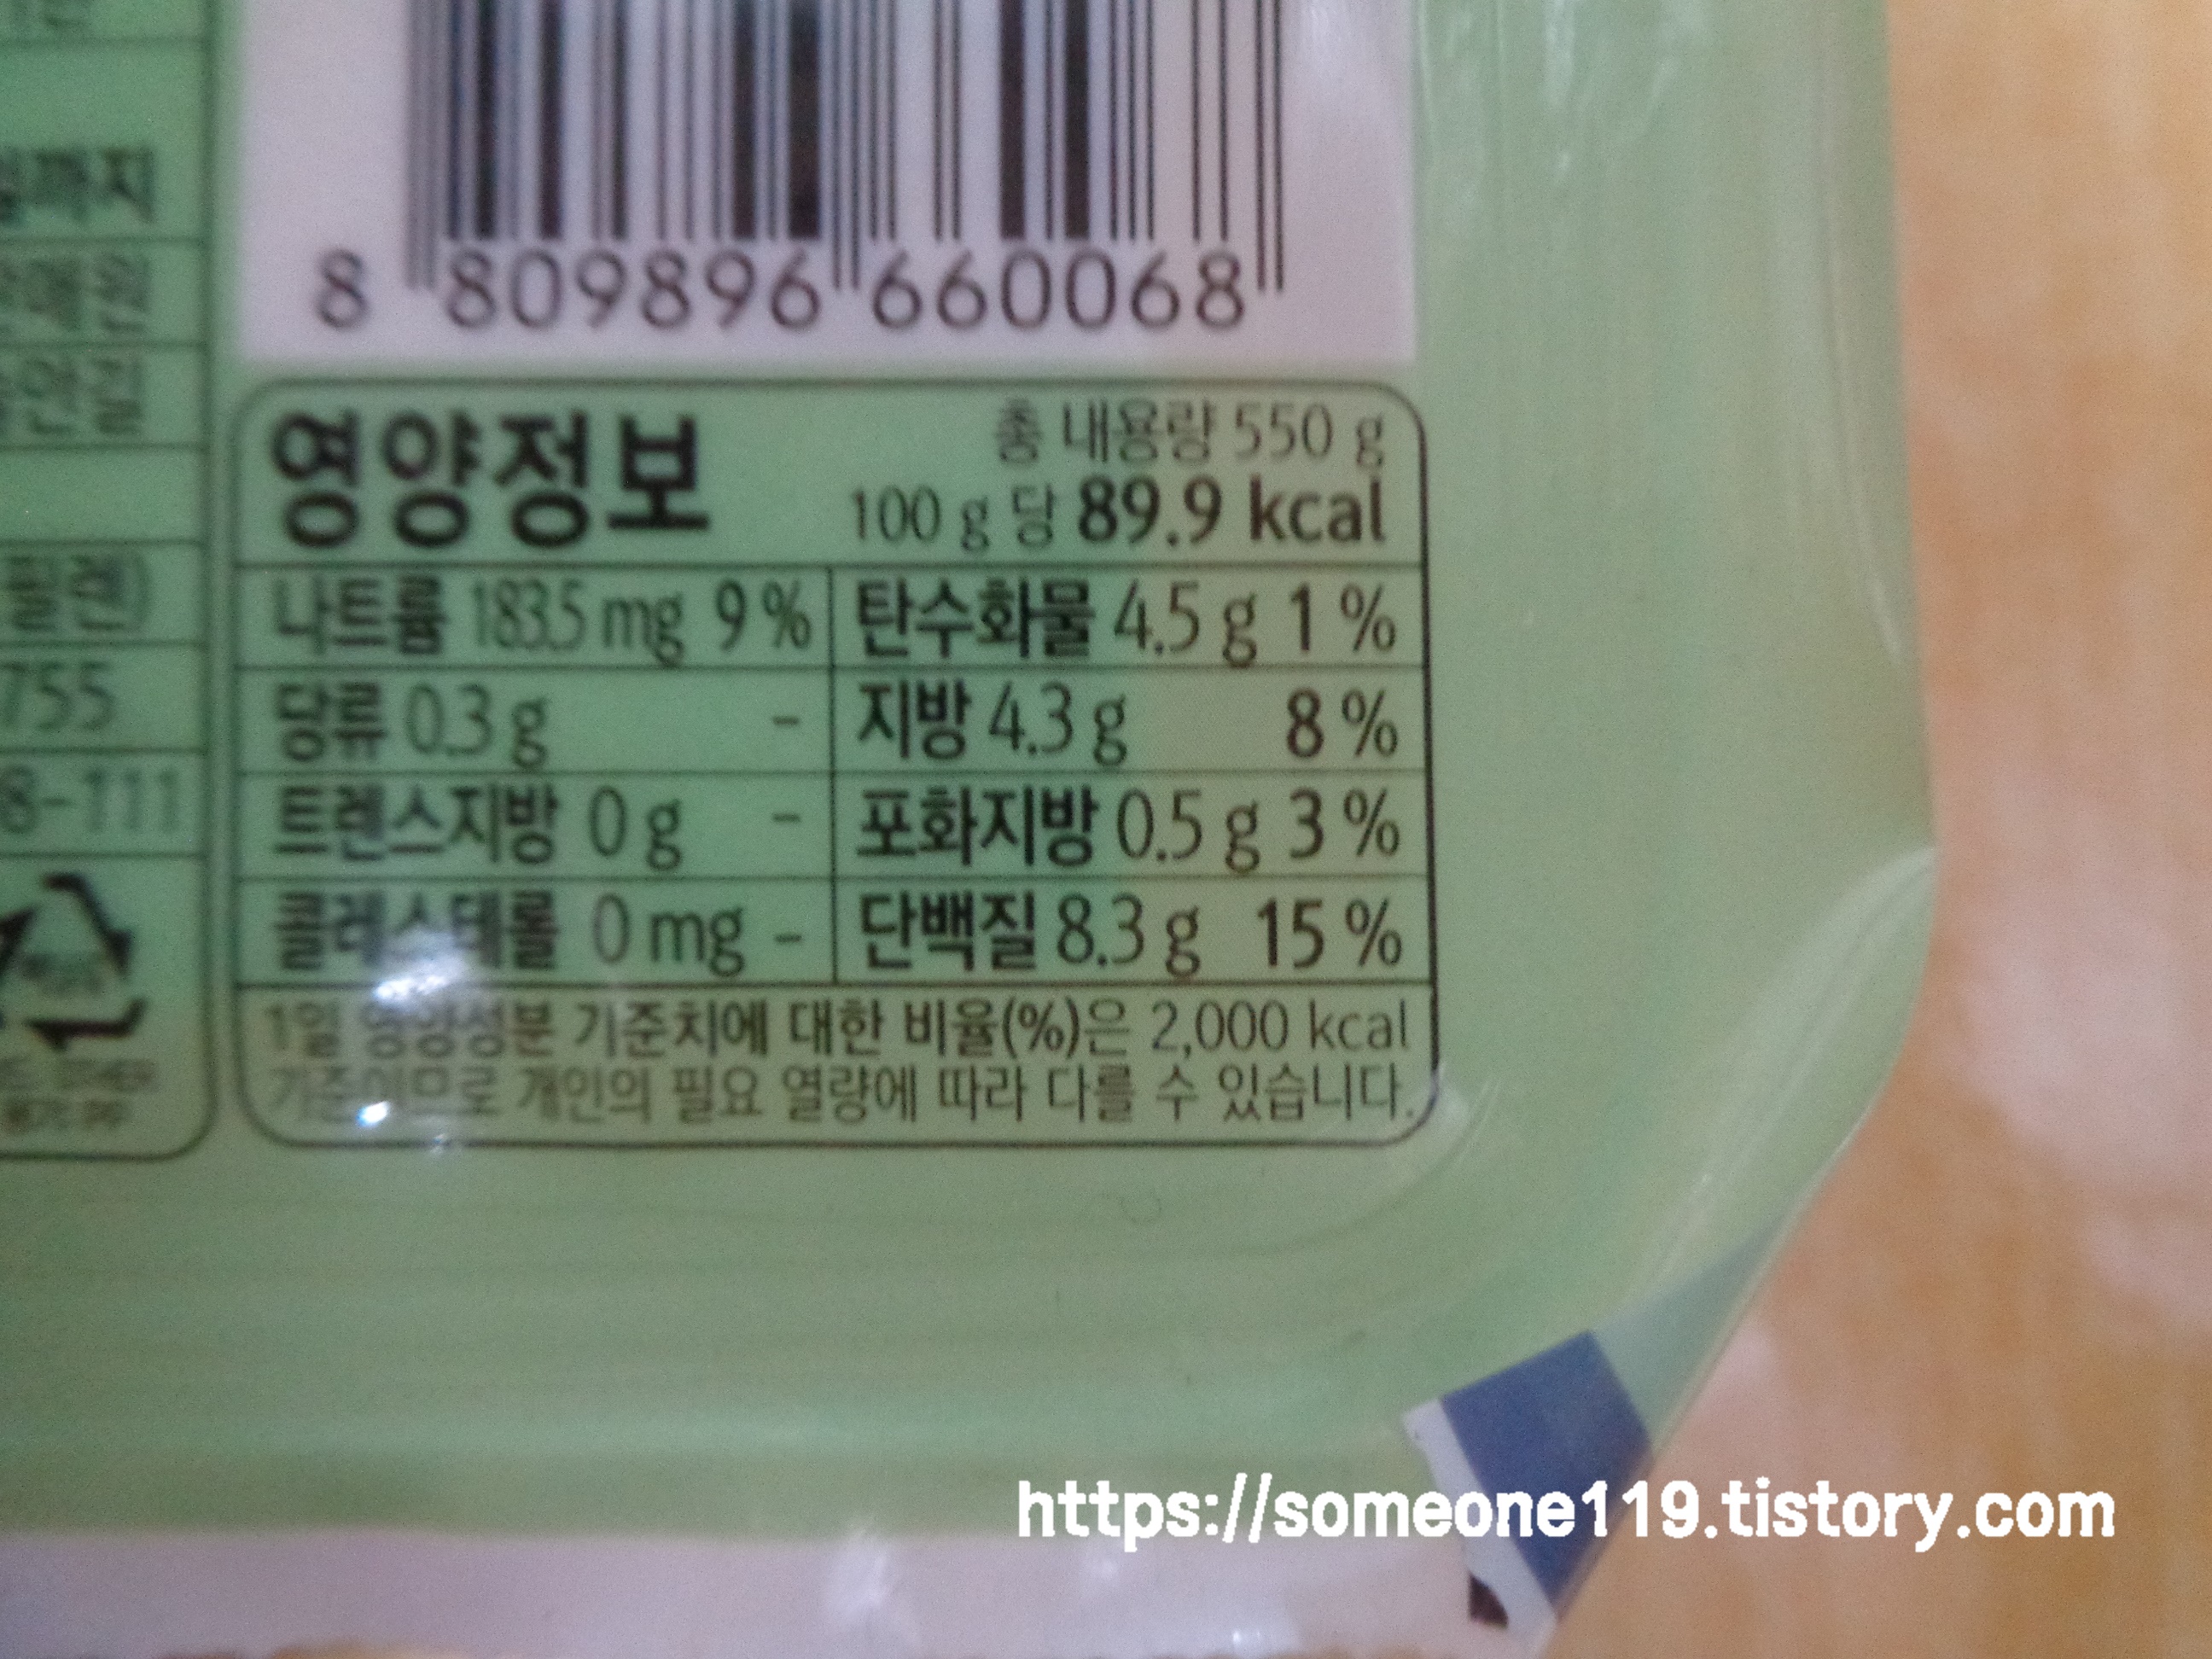 까지
8 809896 660068
영양정보
총 내용량 550 g
100 g 당 89.9 kcal
나트륨 183.5 mg 9 %
탄수화물 4.5 g 1 %
당류 0.3 g -
지방 4.3 g 8 %
트랜스지방 0 g -
포화지방 0.5 g 3 %
콜레스테롤 0 mg -
단백질 8.3 g 15 %
1일 영양성분 기준치에 대한 비율(%)은 2,000 kcal
기준이므로 개인의 필요 열량에 따라 다를 수 있습니다.
755
8-111
https://someone119.tistory.com